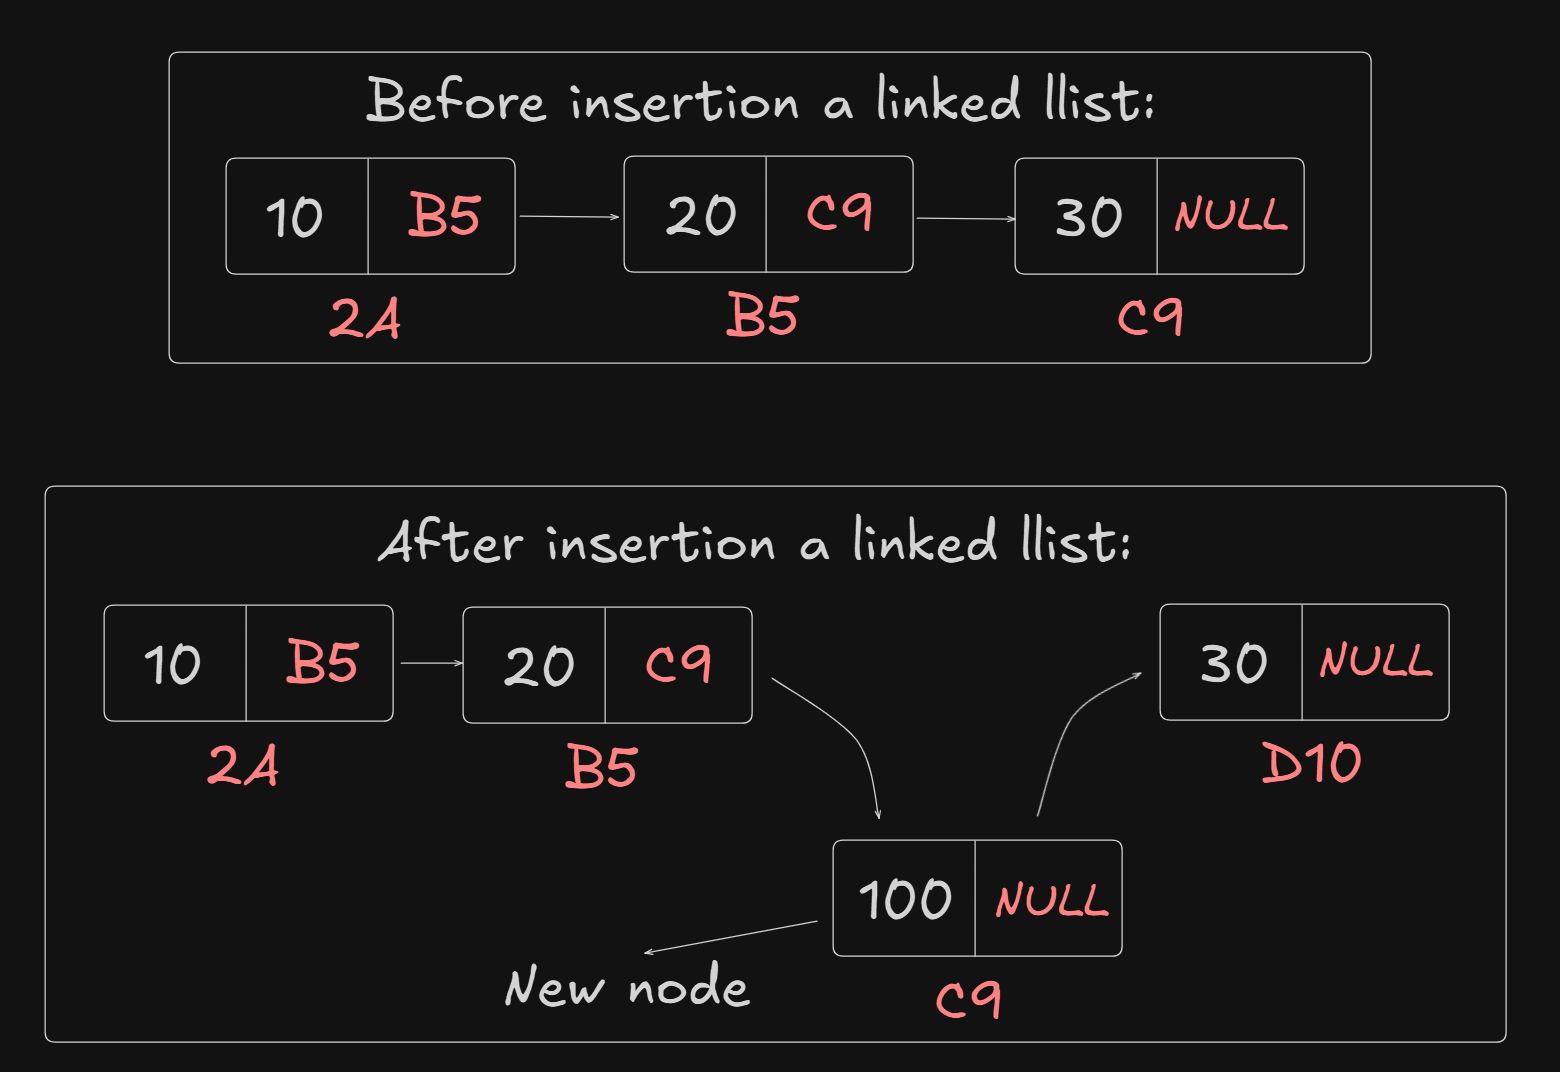 Before insertion a linked llist:
10 B5 20 C9 30 NULL
2A B5 C9
After insertion a linked llist:
10 B5 20 C9 30 NULL
2A B5 D10
100 NULL
New node
C9